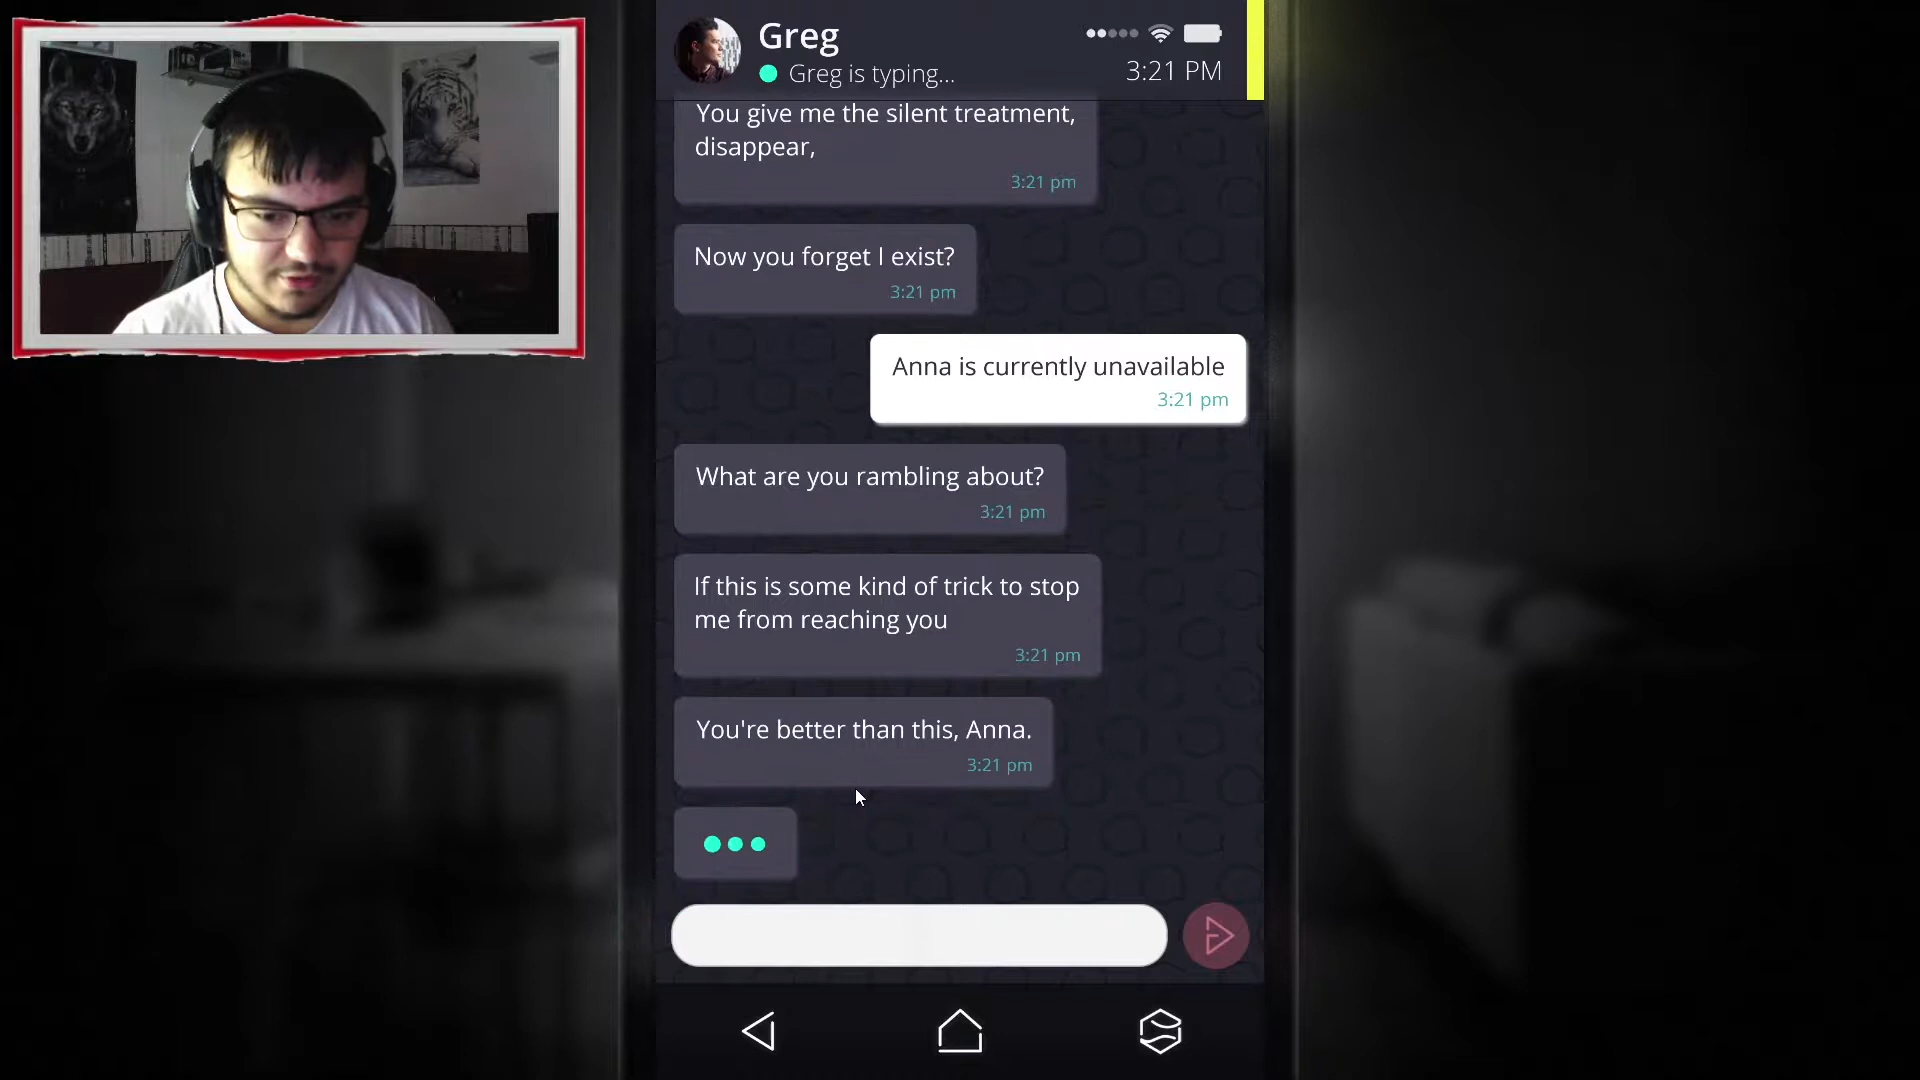 Greg
Greg is typing...
3:21 PM
You give me the silent treatment,
disappear,
3:21 pm
Now you forget I exist?
3:21 pm
Anna is currently unavailable
3:21 pm
What are you rambling about?
3:21 pm
If this is some kind of trick to stop
me from reaching you
3:21 pm
You're better than this, Anna.
3:21 pm